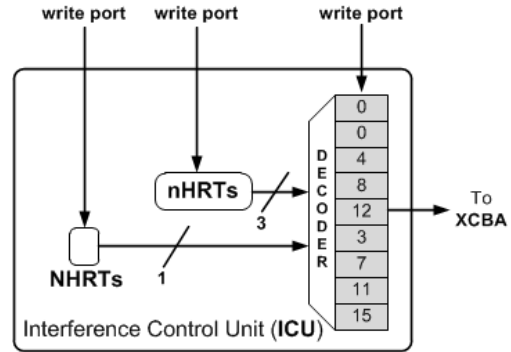 write port
write port
write port
0
0
4
8
12
3
7
11
15
DECODER
nHRTs
3
To
XCBA
NHRTs
1
Interference Control Unit (ICU)